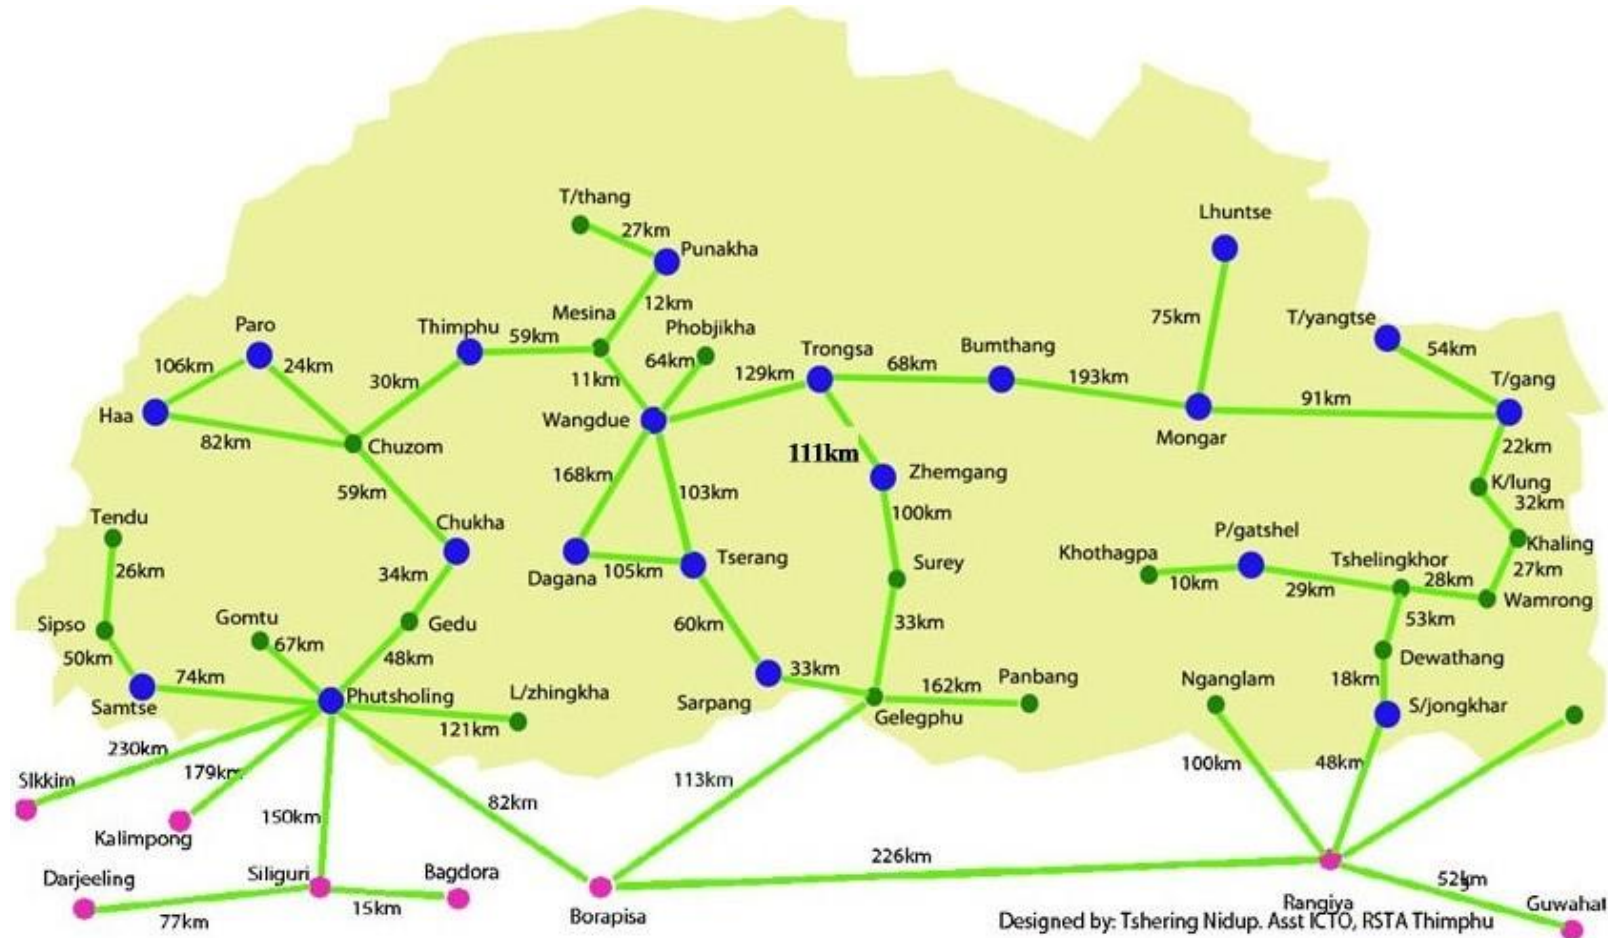 T/thang
27km
Punakha
Lhuntse
12km
Mesina
Phobjikha
Paro
Thimphu
59km
75km
T/yangtse
106km
24km
64km
Trongsa
Bumthang
54km
30km
11km
129km
68km
193km
T/gang
Haa
Wangdue
91km
82km
Chuzom
Mongar
22km
111km
168km
Zhemgang
59km
103km
K/lung
32km
Tendu
Chukha
100km
P/gatshel
Khaling
26km
34km
Dagana
105km
Tserang
Surey
Khothagpa
Tshelingkhor
10km
29km
28km
27km
Wamrong
Sipso
Gomtu
67km
Gedu
60km
33km
53km
50km
48km
Dewathang
74km
33km
162km
Panbang
Nganglam
18km
Samtse
Phutsholing
L/zhingkha
Sarpang
Gelegphu
S/jongkhar
121km
230km
179km
113km
100km
48km
SIkkim
150km
82km
Kalimpong
226km
Darjeeling
Siliguri
Bagdora
77km
15km
Borapisa
Rangiya
Guwahat
Designed by: Tshering Nidup. Asst ICTO, RSTA Thimphu